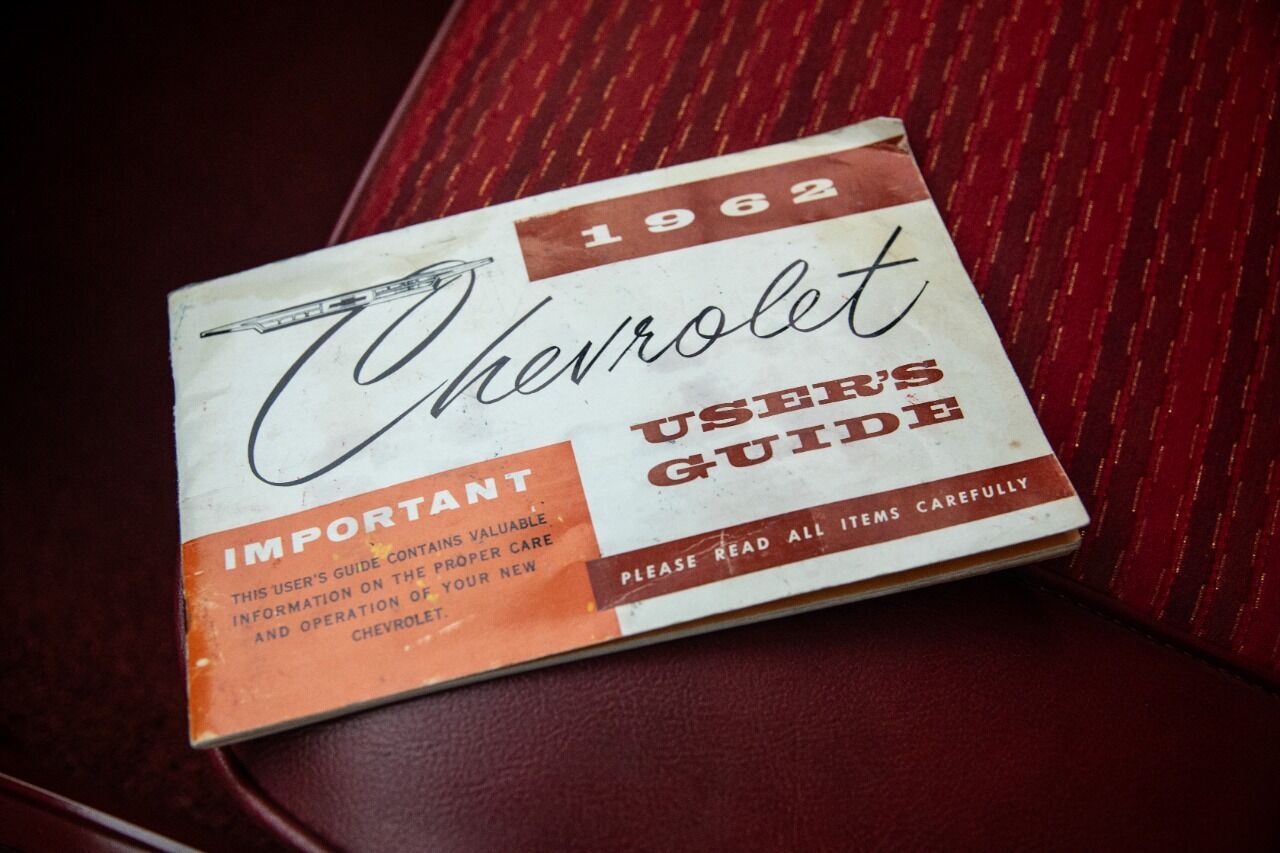 1962
Chevrolet
USER'S
GUIDE
IMPORTANT
THIS USER'S GUIDE CONTAINS VALUABLE
INFORMATION ON THE PROPER CARE
AND OPERATION OF YOUR NEW
CHEVROLET.
PLEASE READ ALL ITEMS CAREFULLY